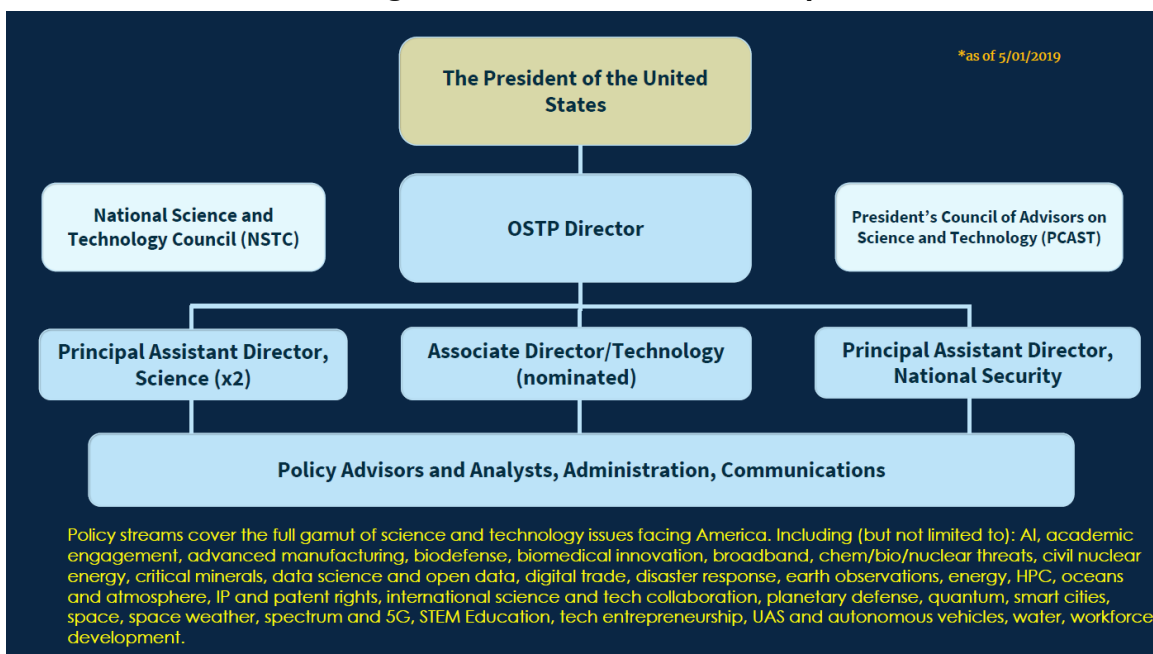 *as of 5/01/2019
The President of the United
States
National Science and
Technology Council (NSTC)
OSTP Director
President's Council of Advisors on
Science and Technology (PCAST)
Principal Assistant Director,
Science (x2)
Associate Director/Technology
(nominated)
Principal Assistant Director,
National Security
Policy Advisors and Analysts, Administration, Communications
Policy streams cover the full gamut of science and technology issues facing America. Including (but not limited to): AI, academic
engagement, advanced manufacturing, biodefense, biomedical innovation, broadband, chem/bio/nuclear threats, civil nuclear
energy, critical minerals, data science and open data, digital trade, disaster response, earth observations, energy, HPC, oceans
and atmosphere, IP and patent rights, international science and tech collaboration, planetary defense, quantum, smart cities,
space, space weather, spectrum and 5G, STEM Education, tech entrepreneurship, UAS and autonomous vehicles, water, workforce
development.